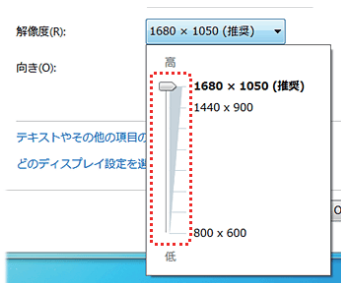 解像度(R):
1680 × 1050 (推奨)
向き(O):
高
1680 × 1050 (推奨)
1440 × 900
テキストやその他の項目の
どのディスプレイ設定を選
800 x 600
O
低